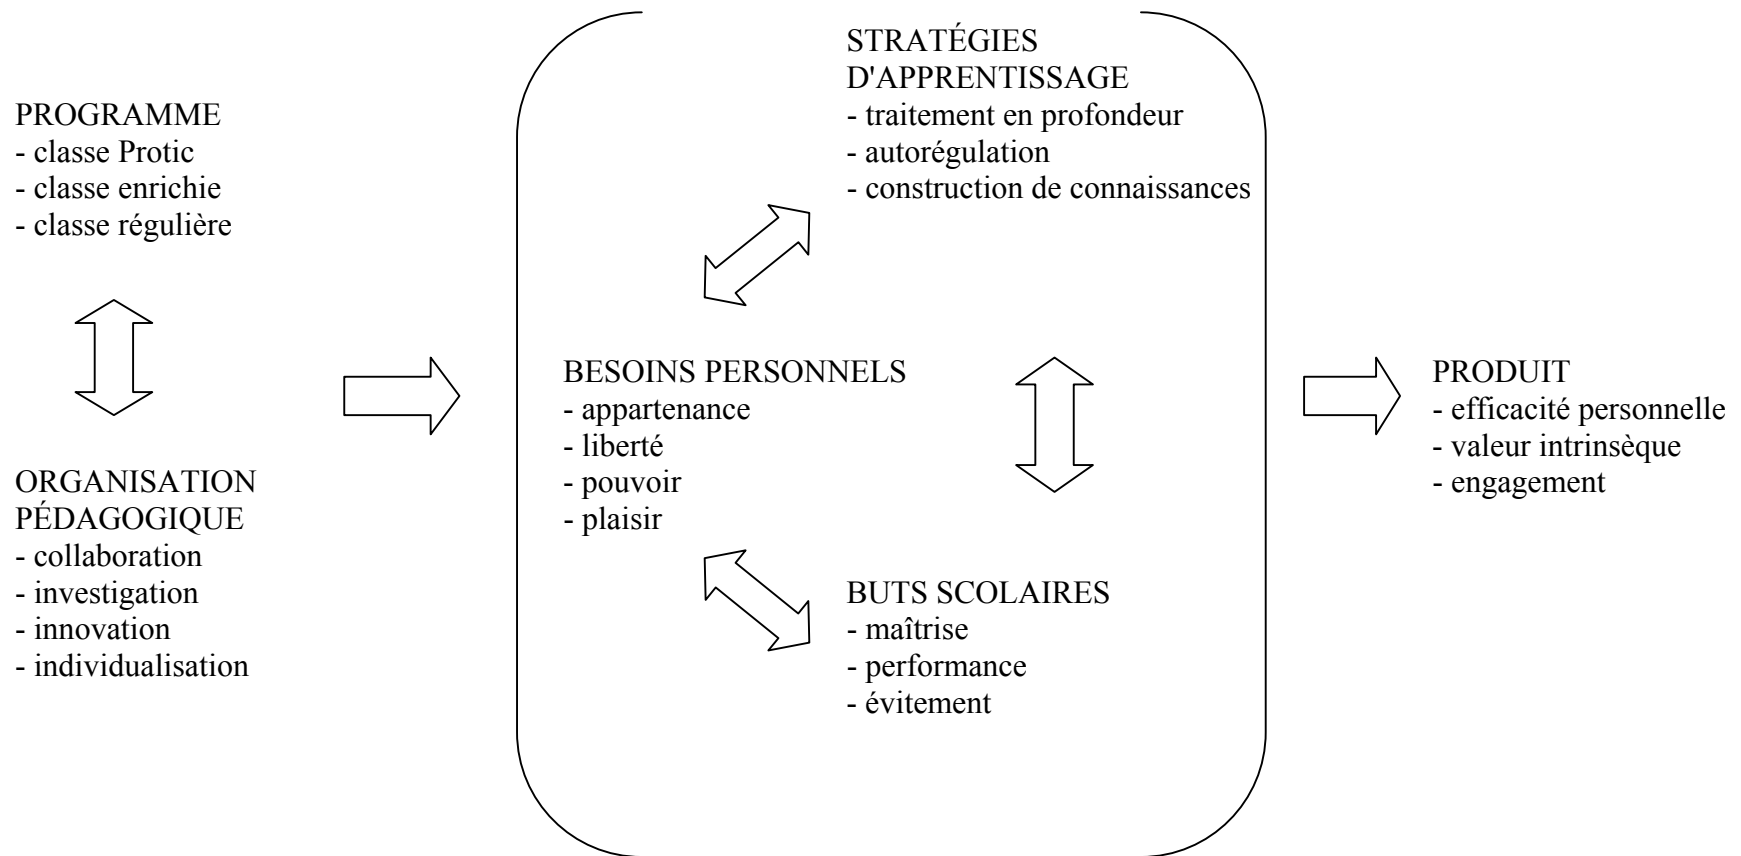 PROGRAMME
- classe Protic
- classe enrichie
- classe régulière
ORGANISATION
PÉDAGOGIQUE
- collaboration
- investigation
- innovation
- individualisation
STRATÉGIES
D'APPRENTISSAGE
- traitement en profondeur
- autorégulation
- construction de connaissances
BESOINS PERSONNELS
- appartenance
- liberté
- pouvoir
- plaisir
BUTS SCOLAIRES
- maîtrise
- performance
- évitement
PRODUIT
- efficacité personnelle
- valeur intrinsèque
- engagement